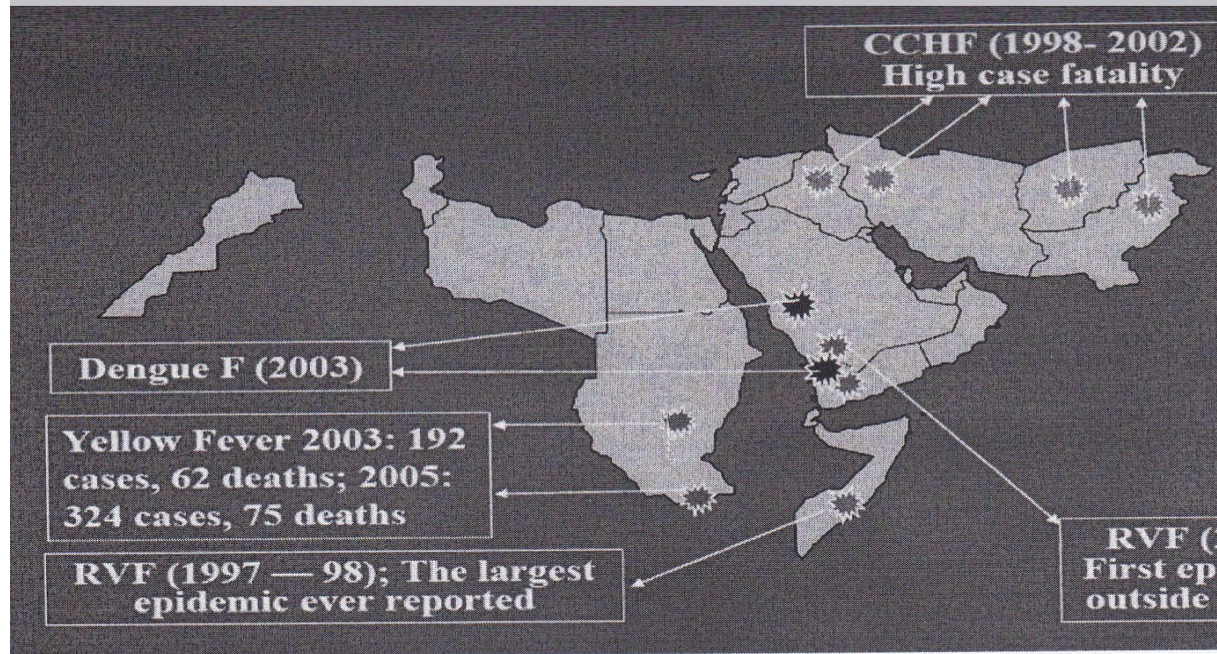 CCHF (1998- 2002)
High case fatality
Dengue F (2003)
Yellow Fever 2003: 192
cases, 62 deaths; 2005:
324 cases, 75 deaths
RVF (1997 — 98); The largest
epidemic ever reported
RVF
First
outside